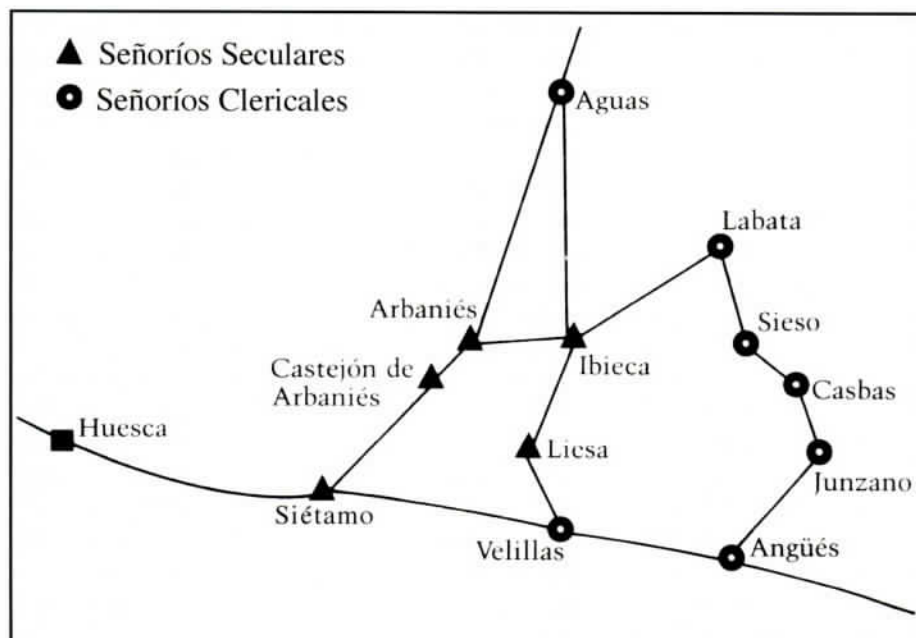 Señoríos Seculares
Señoríos Clericales
Aguas
Labata
Arbaniés
Sieso
Ibieca
Castejón de
Arbaniés
Casbas
Huesca
Liesa
Junzano
Siétamo
Velillas
Angüés